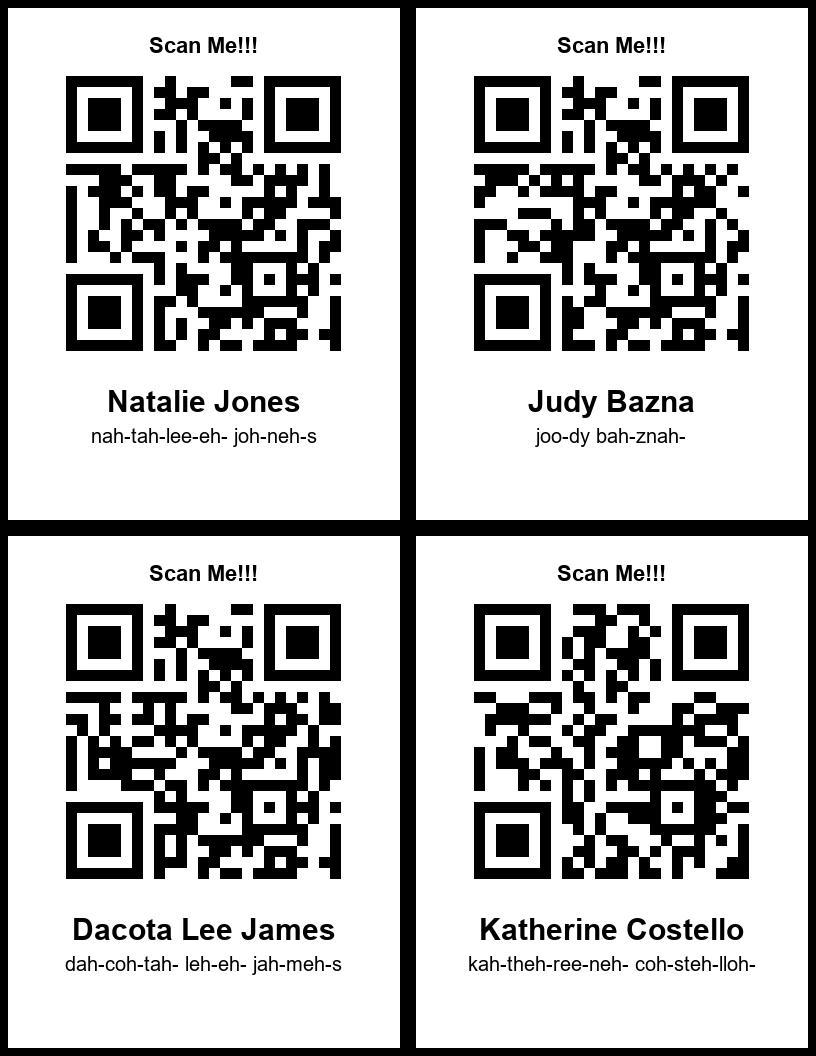 Scan Me!!!
Natalie Jones
nah-tah-lee-eh- joh-neh-s
Scan Me!!!
Judy Bazna
joo-dy bah-znah-
Scan Me!!!
Dacota Lee James
dah-coh-tah- leh-eh- jah-meh-s
Scan Me!!!
Katherine Costello
kah-theh-ree-neh- coh-steh-lloh-